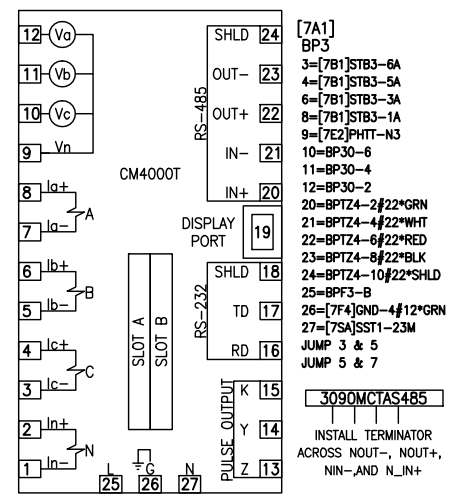 12 Va
11 Vb
10 Vc
9 Vn
8 Ia+
A
7 Ia-
6 Ib+
B
5 Ib-
4 Ic+
C
3 Ic-
2 In+
N
1 In-
CM4000T
SLOT A
SLOT B
L
25
G
26
N
27
SHLD 24
OUT- 23
OUT+ 22
IN- 21
IN+ 20
RS-485
DISPLAY
PORT
19
SHLD 18
TD 17
RD 16
RS-232
K 15
Y 14
Z 13
PULSE OUTPUT
[7A1]
BP3
3=[7B1]STB3-6A
4=[7B1]STB3-5A
6=[7B1]STB3-3A
8=[7B1]STB3-1A
9=[7E2]PHTT-N3
10=BP30-6
11=BP30-4
12=BP30-2
20=BPTZ4-2#22*GRN
21=BPTZ4-4#22*WHT
22=BPTZ4-6#22*RED
23=BPTZ4-8#22*BLK
24=BPTZ4-10#22*SHLD
25=BPF3-B
26=[7F4]GND-4#12*GRN
27=[7SA]SST1-23M
JUMP 3 & 5
JUMP 5 & 7
3090MCTAS485
INSTALL TERMINATOR
ACROSS NOUT-, NOUT+,
NIN-,AND N_IN+